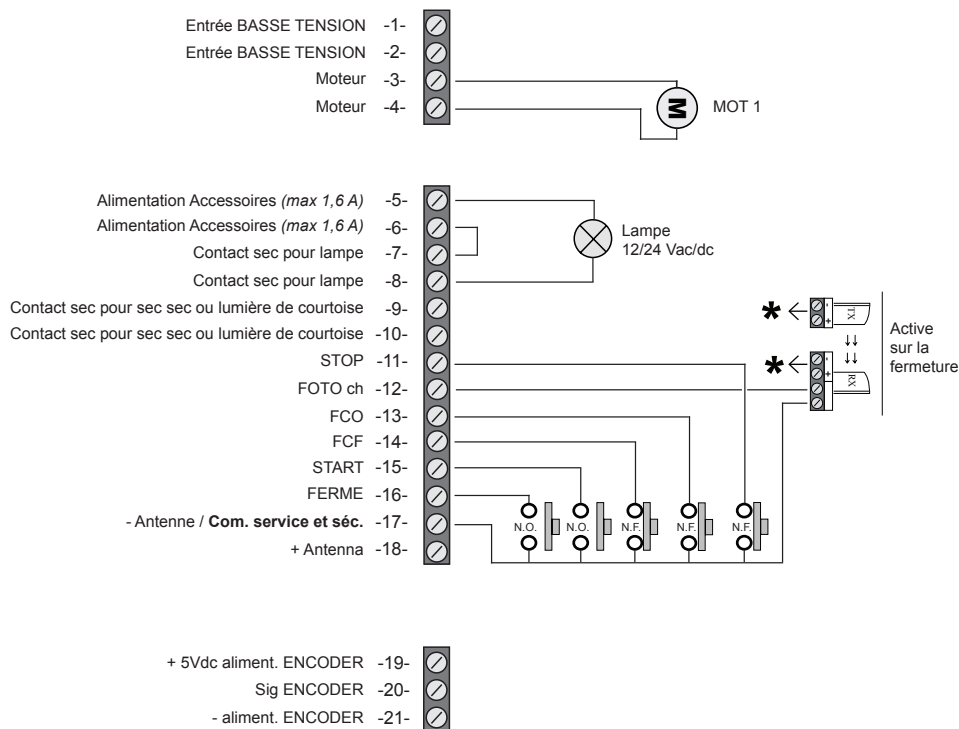 Entrée BASSE TENSION -1-
Entrée BASSE TENSION -2-
Moteur -3-
Moteur -4-
M
MOT 1
Alimentation Accessoires (max 1,6 A) -5-
Alimentation Accessoires (max 1,6 A) -6-
Contact sec pour lampe -7-
Contact sec pour lampe -8-
Contact sec pour sec sec ou lumière de courtoise -9-
Contact sec pour sec sec ou lumière de courtoise -10-
STOP -11-
FOTO ch -12-
FCO -13-
FCF -14-
START -15-
FERME -16-
- Antenne / Com. service et séc. -17-
+ Antenna -18-
Lampe
12/24 Vac/dc
* - + TX
* - + RX
Active
sur la
fermeture
N.O. N.O. N.F. N.F. N.F.
+ 5Vdc aliment. ENCODER -19-
Sig ENCODER -20-
- aliment. ENCODER -21-